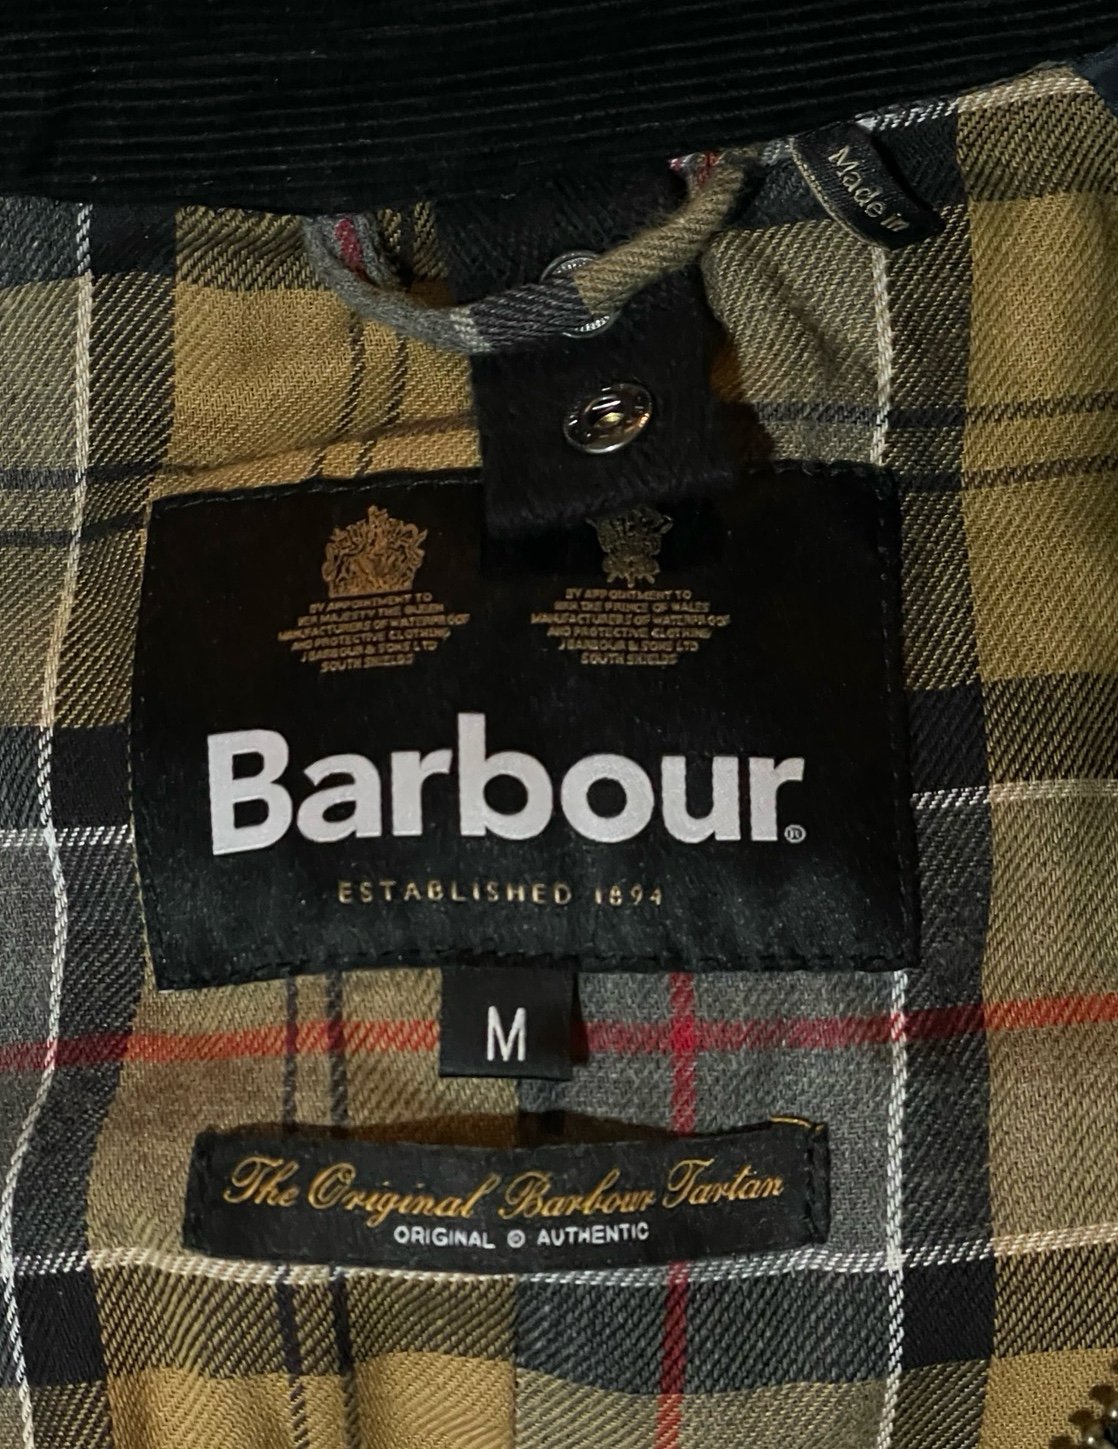 Made in
BY APPOINTMENT TO
HER MAJESTY THE QUEEN
MANUFACTURERS OF WATERPROOF
AND PROTECTIVE CLOTHING
J BARBOUR & SONS LTD
SOUTH SHIELDS
BY APPOINTMENT TO
HRH THE PRINCE OF WALES
MANUFACTURERS OF WATERPROOF
AND PROTECTIVE CLOTHING
J BARBOUR & SONS LTD
SOUTH SHIELDS
Barbour®
ESTABLISHED 1894
M
The Original Barbour Tartan
ORIGINAL © AUTHENTIC